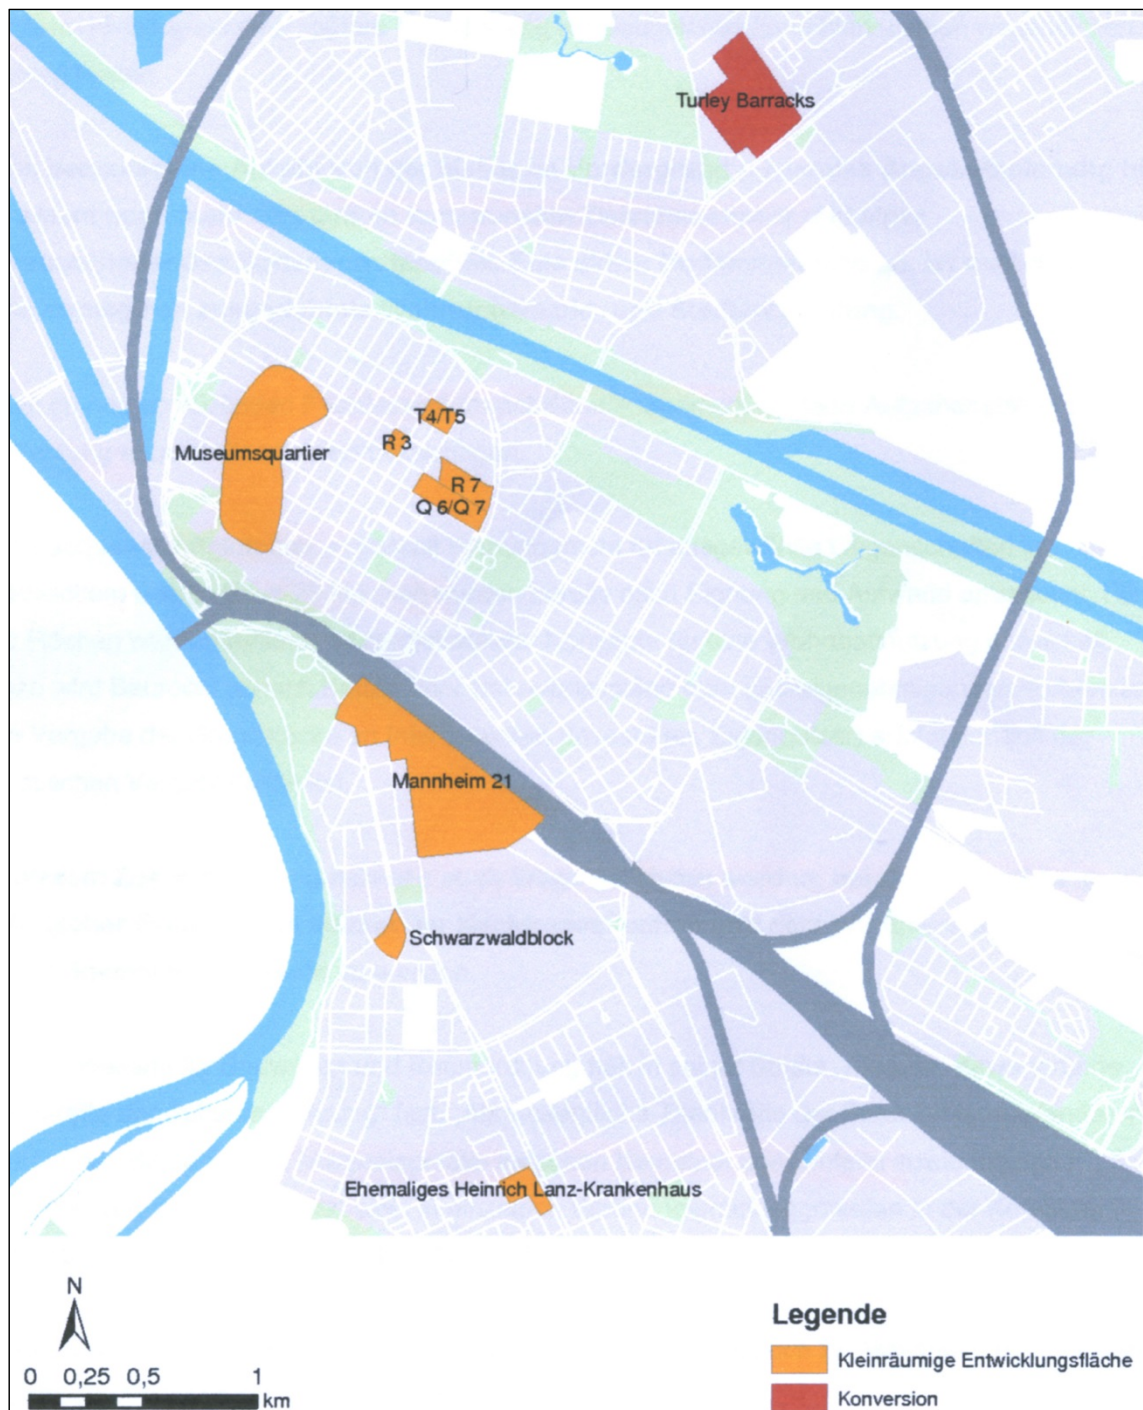 Turley Barracks
T4/T5
R 3
Museumsquartier
R 7
Q 6/Q 7
Mannheim 21
Schwarzwaldblock
Ehemaliges Heinrich Lanz-Krankenhaus
N
0 0,25 0,5 1
km
Legende
Kleinräumige Entwicklungsfläche
Konversion